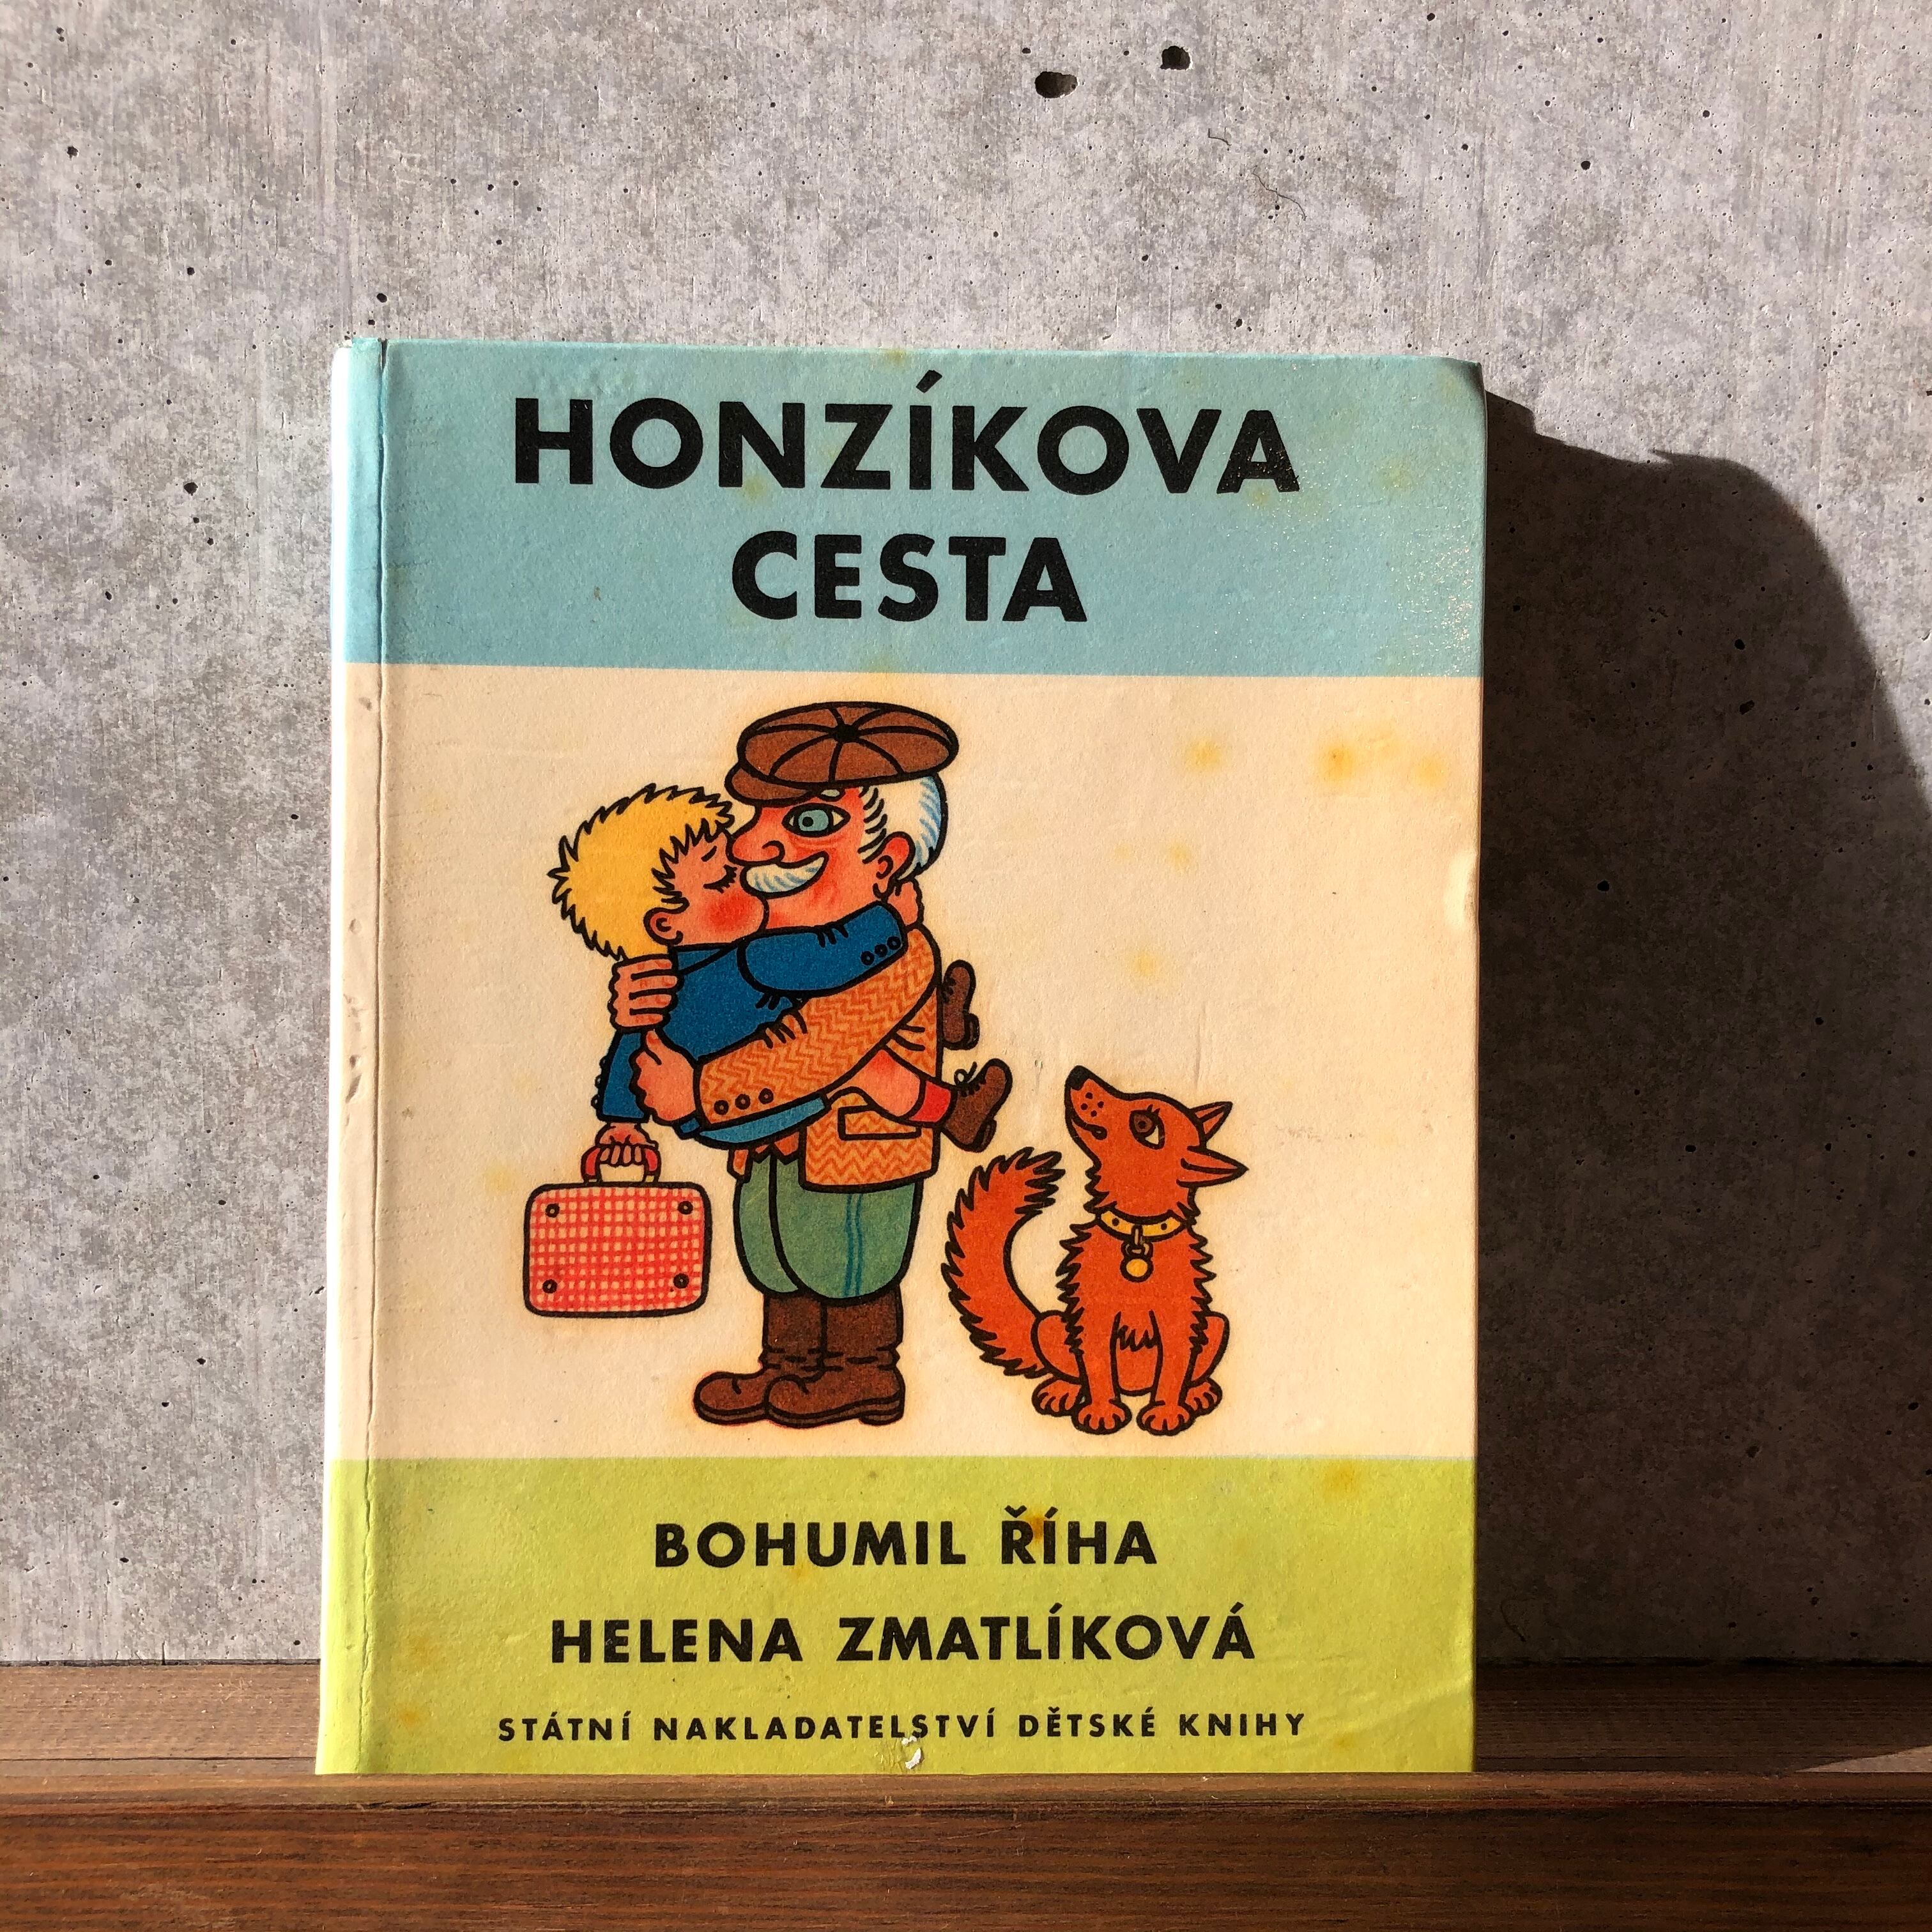 HONZÍKOVA
CESTA
BOHUMIL ŘÍHA
HELENA ZMATLÍKOVÁ
STÁTNÍ NAKLADATELSTVÍ DĚTSKÉ KNIHY